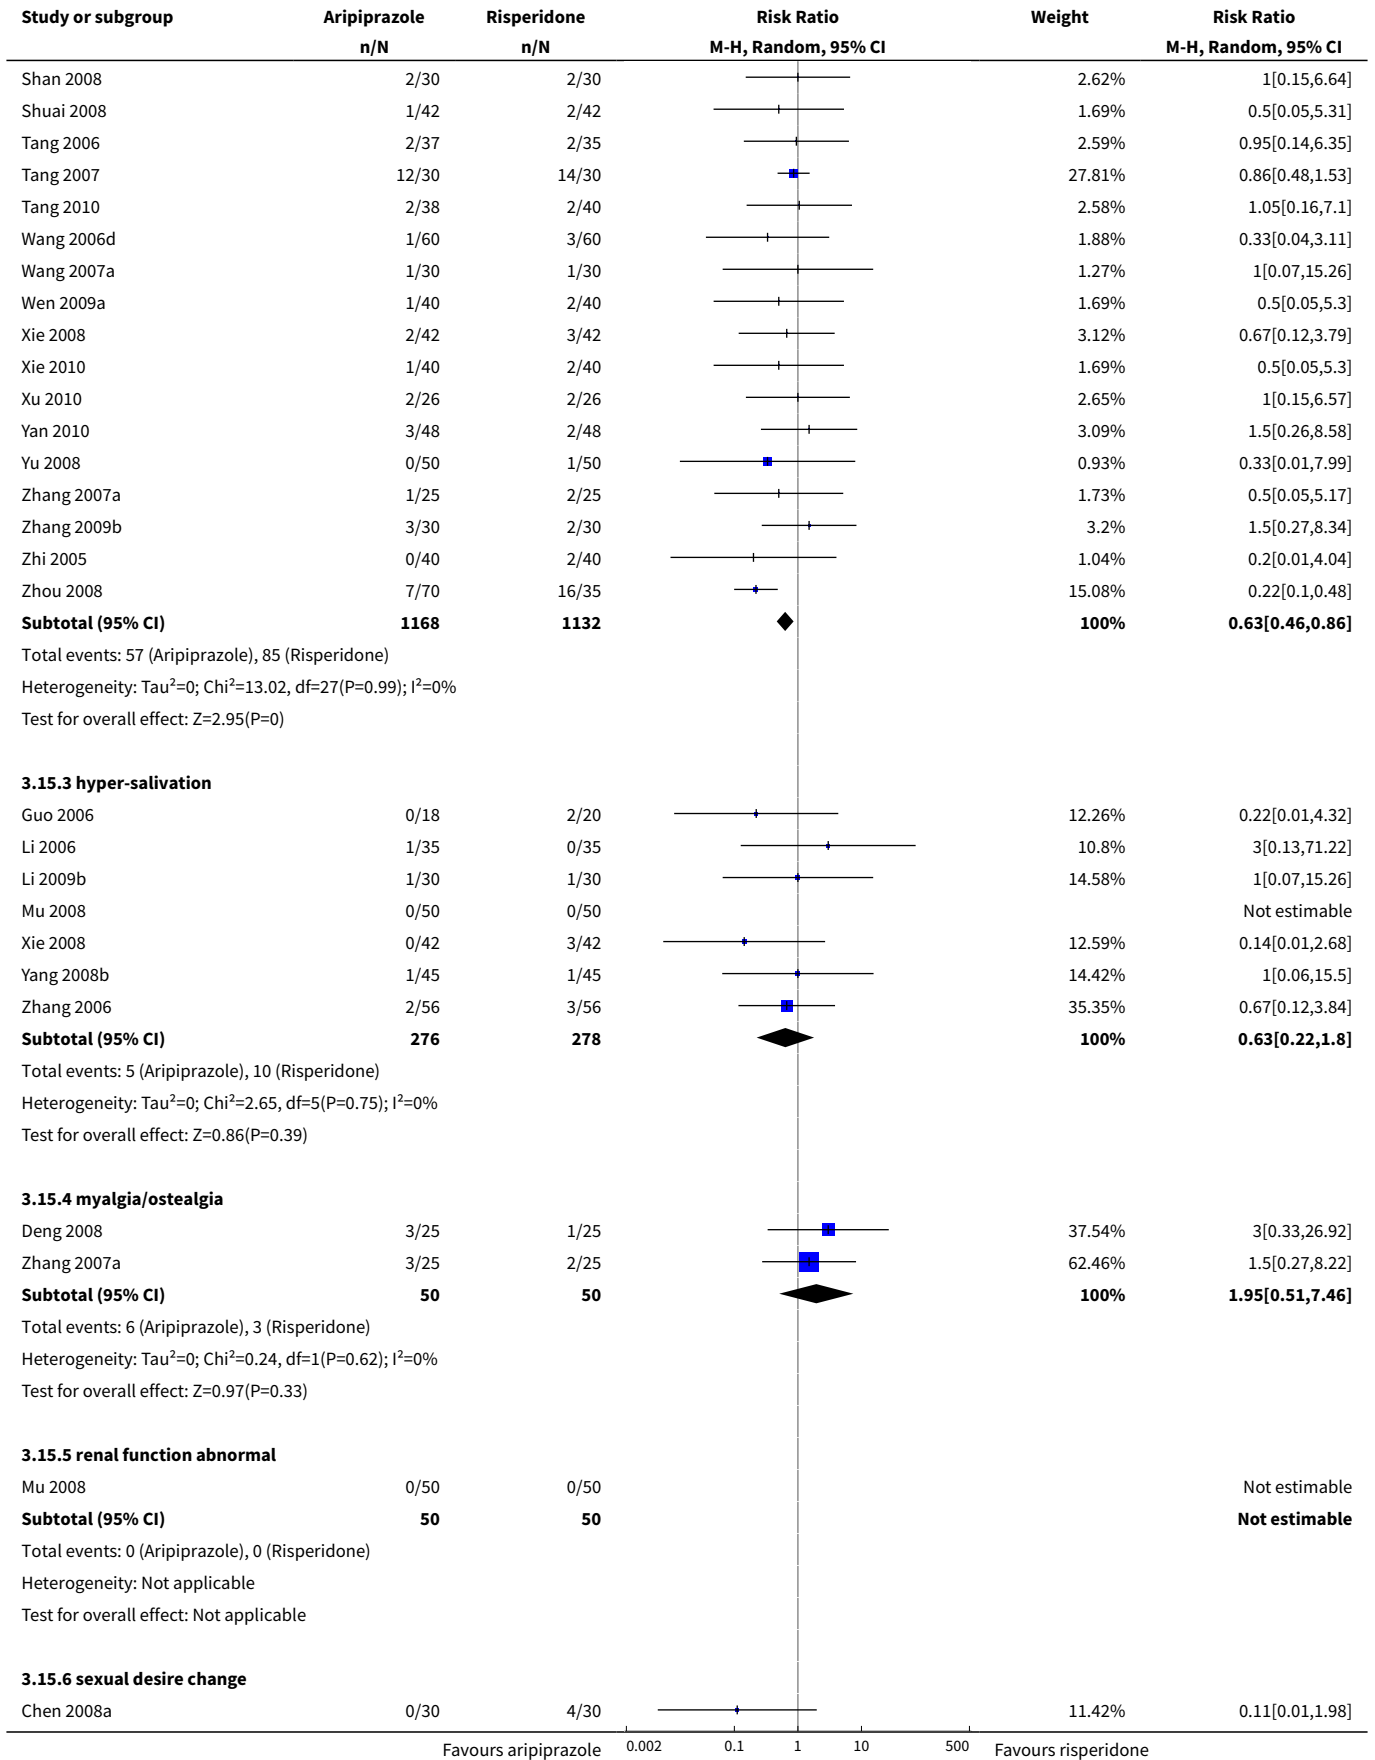 Study or subgroup Aripiprazole Risperidone Risk Ratio Weight Risk Ratio
n/N n/N M-H, Random, 95% CI M-H, Random, 95% CI
Shan 2008 2/30 2/30 2.62% 1[0.15,6.64]
Shuai 2008 1/42 2/42 1.69% 0.5[0.05,5.31]
Tang 2006 2/37 2/35 2.59% 0.95[0.14,6.35]
Tang 2007 12/30 14/30 27.81% 0.86[0.48,1.53]
Tang 2010 2/38 2/40 2.58% 1.05[0.16,7.1]
Wang 2006d 1/60 3/60 1.88% 0.33[0.04,3.11]
Wang 2007a 1/30 1/30 1.27% 1[0.07,15.26]
Wen 2009a 1/40 2/40 1.69% 0.5[0.05,5.3]
Xie 2008 2/42 3/42 3.12% 0.67[0.12,3.79]
Xie 2010 1/40 2/40 1.69% 0.5[0.05,5.3]
Xu 2010 2/26 2/26 2.65% 1[0.15,6.57]
Yan 2010 3/48 2/48 3.09% 1.5[0.26,8.58]
Yu 2008 0/50 1/50 0.93% 0.33[0.01,7.99]
Zhang 2007a 1/25 2/25 1.73% 0.5[0.05,5.17]
Zhang 2009b 3/30 2/30 3.2% 1.5[0.27,8.34]
Zhi 2005 0/40 2/40 1.04% 0.2[0.01,4.04]
Zhou 2008 7/70 16/35 15.08% 0.22[0.1,0.48]
Subtotal (95% CI) 1168 1132 100% 0.63[0.46,0.86]
Total events: 57 (Aripiprazole), 85 (Risperidone)
Heterogeneity: Tau²=0; Chi²=13.02, df=27(P=0.99); I²=0%
Test for overall effect: Z=2.95(P=0)
3.15.3 hyper-salivation
Guo 2006 0/18 2/20 12.26% 0.22[0.01,4.32]
Li 2006 1/35 0/35 10.8% 3[0.13,71.22]
Li 2009b 1/30 1/30 14.58% 1[0.07,15.26]
Mu 2008 0/50 0/50 Not estimable
Xie 2008 0/42 3/42 12.59% 0.14[0.01,2.68]
Yang 2008b 1/45 1/45 14.42% 1[0.06,15.5]
Zhang 2006 2/56 3/56 35.35% 0.67[0.12,3.84]
Subtotal (95% CI) 276 278 100% 0.63[0.22,1.8]
Total events: 5 (Aripiprazole), 10 (Risperidone)
Heterogeneity: Tau²=0; Chi²=2.65, df=5(P=0.75); I²=0%
Test for overall effect: Z=0.86(P=0.39)
3.15.4 myalgia/ostealgia
Deng 2008 3/25 1/25 37.54% 3[0.33,26.92]
Zhang 2007a 3/25 2/25 62.46% 1.5[0.27,8.22]
Subtotal (95% CI) 50 50 100% 1.95[0.51,7.46]
Total events: 6 (Aripiprazole), 3 (Risperidone)
Heterogeneity: Tau²=0; Chi²=0.24, df=1(P=0.62); I²=0%
Test for overall effect: Z=0.97(P=0.33)
3.15.5 renal function abnormal
Mu 2008 0/50 0/50 Not estimable
Subtotal (95% CI) 50 50 Not estimable
Total events: 0 (Aripiprazole), 0 (Risperidone)
Heterogeneity: Not applicable
Test for overall effect: Not applicable
3.15.6 sexual desire change
Chen 2008a 0/30 4/30 11.42% 0.11[0.01,1.98]
Favours aripiprazole 0.002 0.1 1 10 500 Favours risperidone